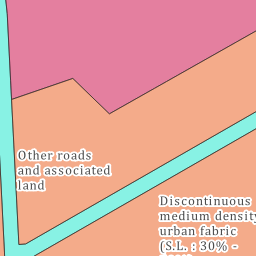 Other roads
and associated
land
Discontinuous
medium density
urban fabric
(S.L. : 30% -